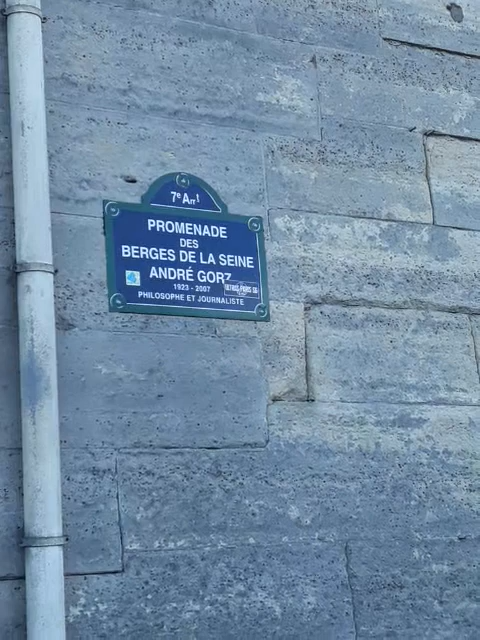 7e Arrt
PROMENADE
DES
BERGES DE LA SEINE
ANDRÉ GORZ
1923 - 2007
PHILOSOPHE ET JOURNALISTE